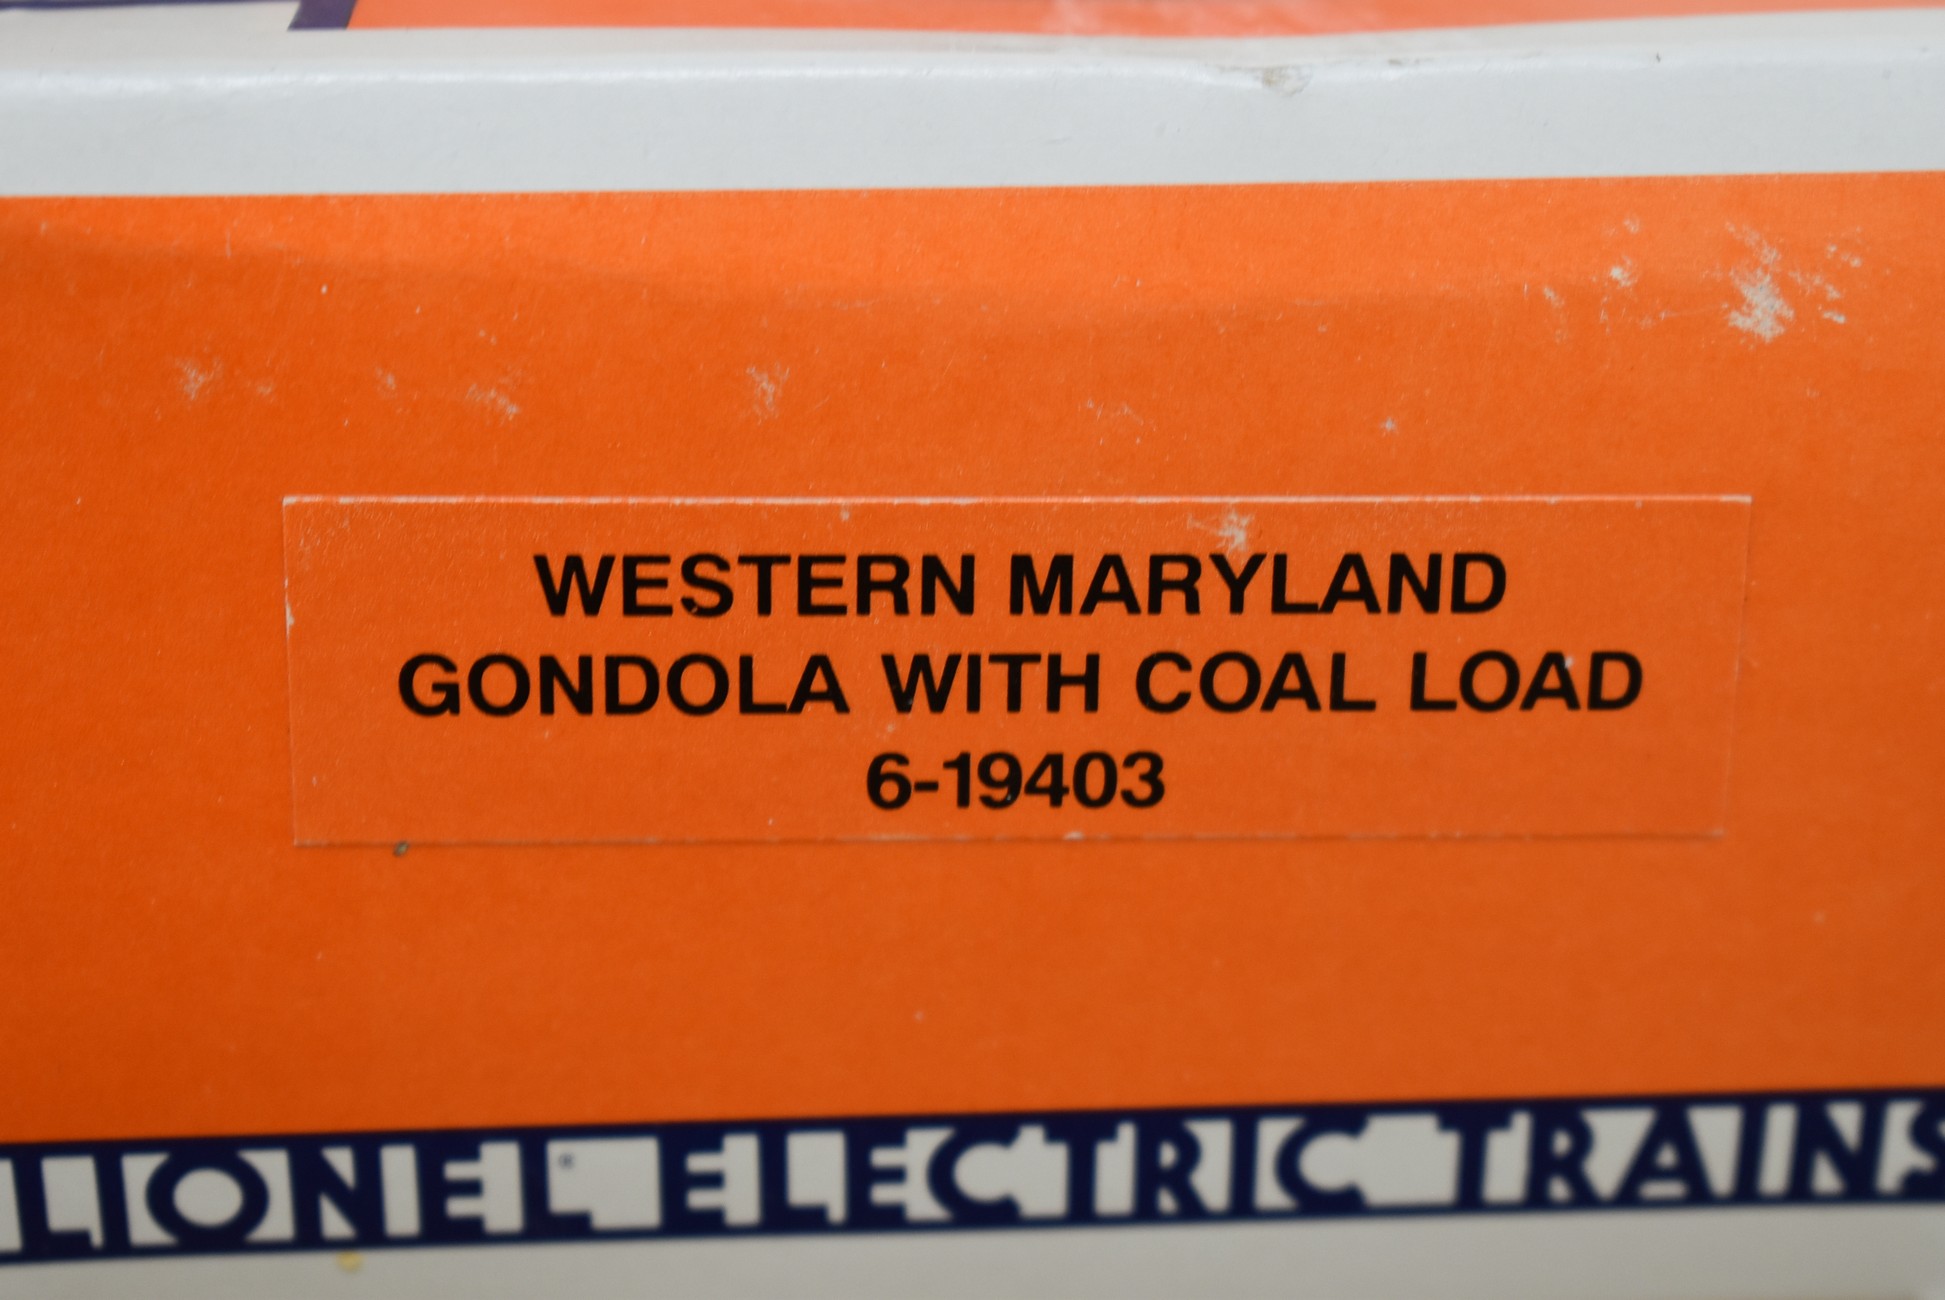 WESTERN MARYLAND
GONDOLA WITH COAL LOAD
6-19403
LIONEL® ELECTRIC TRAINS